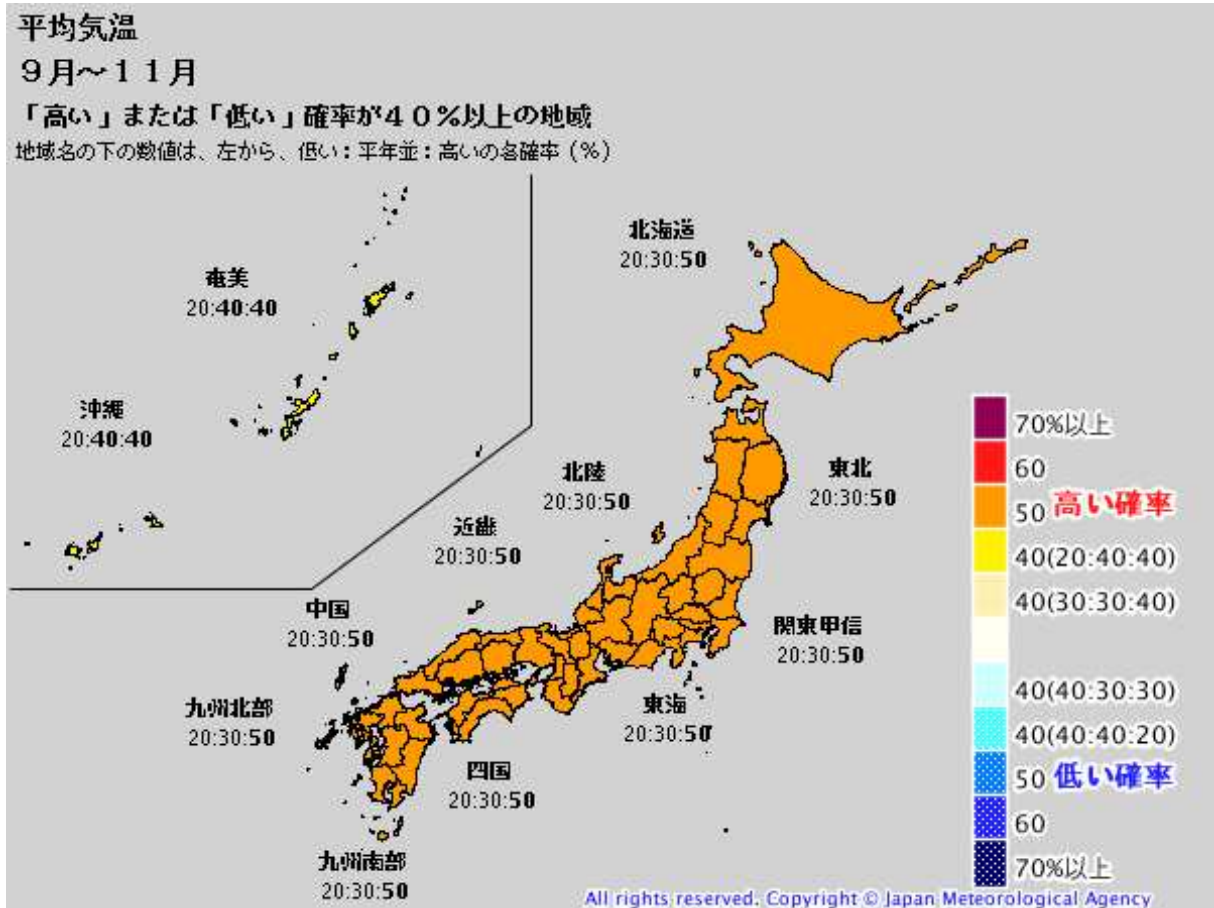 平均気温
９月～１１月
「高い」または「低い」確率が４０％以上の地域
地域名の下の数値は、左から、低い：平年並：高いの各確率（％）
北海道
20:30:50
奄美
20:40:40
沖縄
20:40:40
北陸
20:30:50
東北
20:30:50
近畿
20:30:50
中国
20:30:50
関東甲信
20:30:50
九州北部
20:30:50
東海
20:30:50
四国
20:30:50
九州南部
20:30:50
70%以上
60
50 高い確率
40(20:40:40)
40(30:30:40)
40(40:30:30)
40(40:40:20)
50 低い確率
60
70%以上
All rights reserved. Copyright © Japan Meteorological Agency